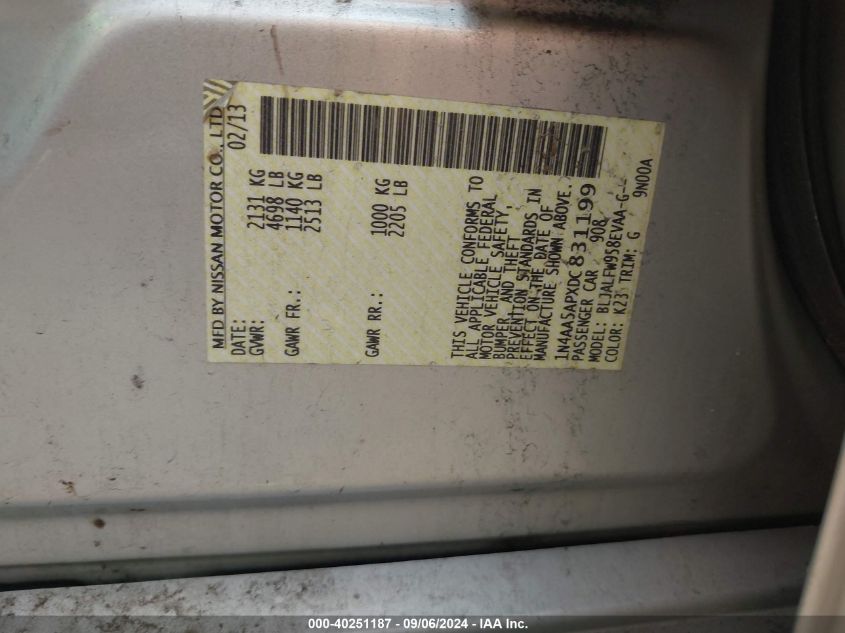 MFD BY NISSAN MOTOR CO., LTD
DATE: 02/13
GVWR: 2131 KG
4698 LB
GAWR FR.: 1140 KG
2513 LB
GAWR RR.: 1000 KG
2205 LB
THIS VEHICLE CONFORMS TO
ALL APPLICABLE FEDERAL
MOTOR VEHICLE SAFETY,
BUMPER, AND THEFT
PREVENTION STANDARDS IN
EFFECT ON THE DATE OF
MANUFACTURE SHOWN ABOVE.
1N4AA5APXDC831199
PASSENGER CAR 908
MODEL: BLJALFW958EVAA-G--
COLOR: K23 TRIM: G 9N00A
000-40251187 - 09/06/2024 - IAA Inc.